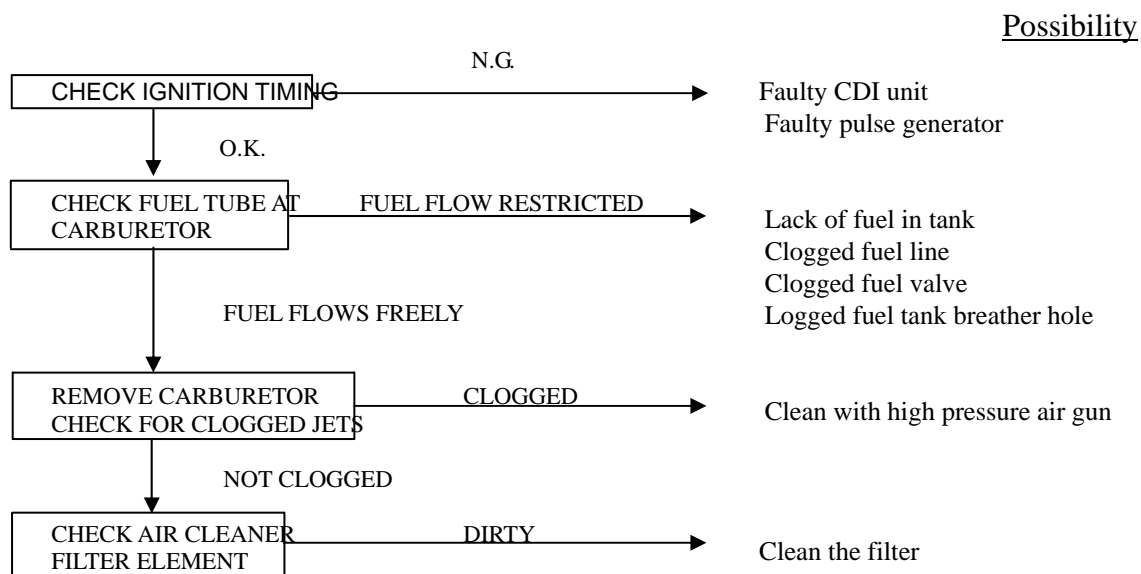 Possibility
N.G.
CHECK IGNITION TIMING
Faulty CDI unit
Faulty pulse generator
O.K.
CHECK FUEL TUBE AT
CARBURETOR
FUEL FLOW RESTRICTED
Lack of fuel in tank
Clogged fuel line
Clogged fuel valve
Logged fuel tank breather hole
FUEL FLOWS FREELY
REMOVE CARBURETOR
CHECK FOR CLOGGED JETS
CLOGGED
Clean with high pressure air gun
NOT CLOGGED
CHECK AIR CLEANER
FILTER ELEMENT
DIRTY
Clean the filter